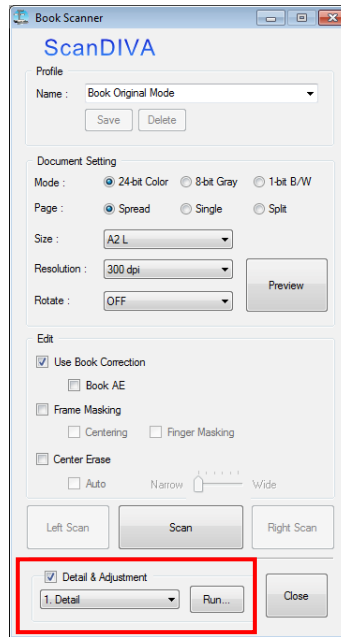 Book Scanner
ScanDIVA
Profile
Name : Book Original Mode
Save Delete
Document Setting
Mode : 24-bit Color 8-bit Gray 1-bit B/W
Page : Spread Single Split
Size : A2 L
Resolution : 300 dpi
Preview
Rotate : OFF
Edit
Use Book Correction
Book AE
Frame Masking
Centering Finger Masking
Center Erase
Auto Narrow Wide
Left Scan Scan Right Scan
Detail & Adjustment
1. Detail Run... Close